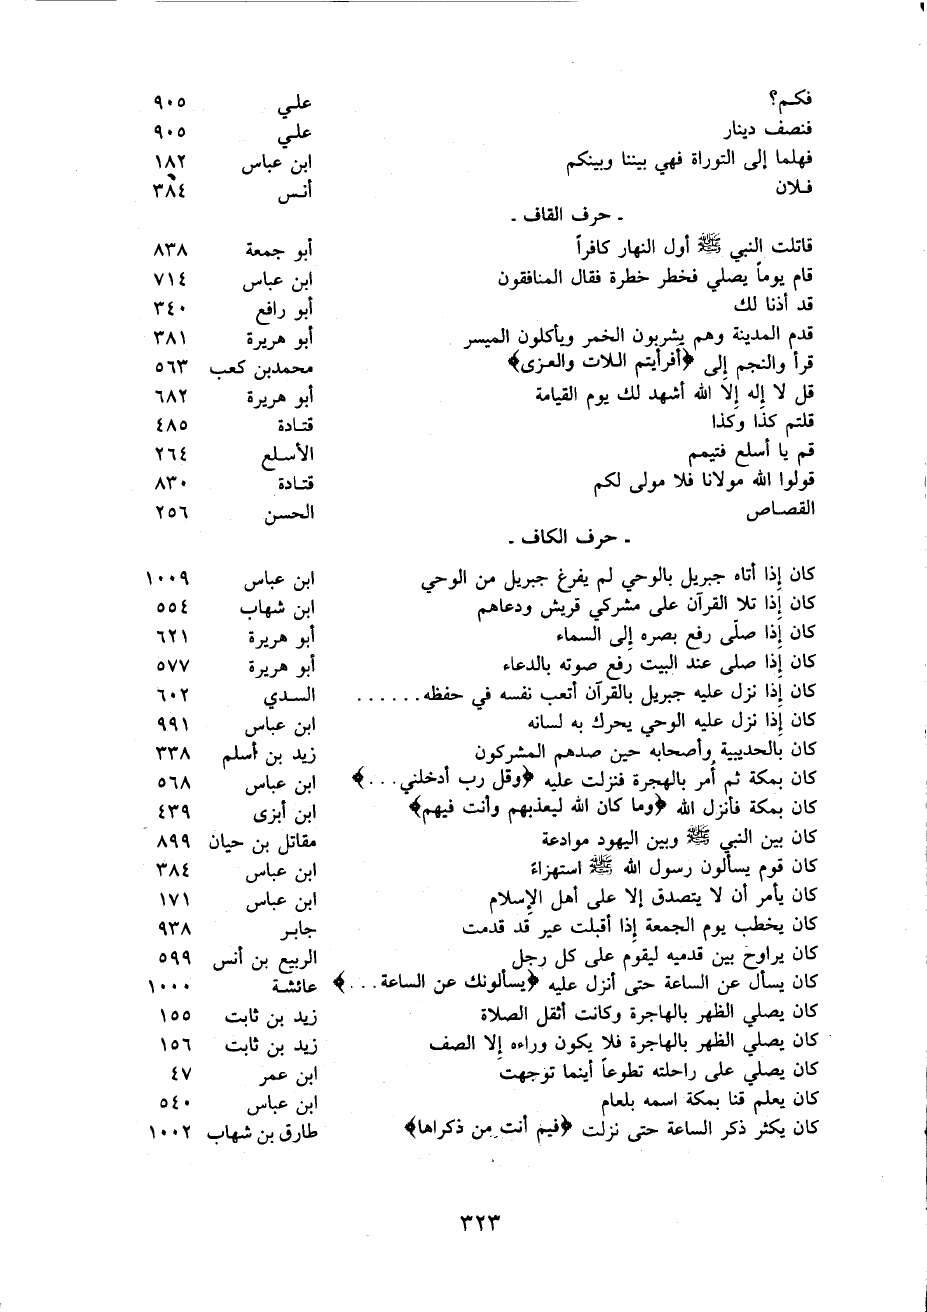 فكم؟ علي ٩٠٥
فنصف دينار علي ٩٠٥
فهلما إلى التوراة فهي بيننا وبينكم ابن عباس ١٨٢
فلان أنس ٣٨٤
- حرف القاف -
قاتلت النبي ﷺ أول النهار كافراً أبو جمعة ٨٣٨
قام يوماً يصلي فخطر خطرة فقال المنافقون ابن عباس ٧١٤
قد أذنا لك أبو رافع ٣٤٠
قدم المدينة وهم يشربون الخمر ويأكلون الميسر أبو هريرة ٣٨١
قرأ والنجم إلى ﴿أفرأيتم اللات والعزى﴾ محمدبن كعب ٥٦٣
قل لا إله إلا الله أشهد لك يوم القيامة أبو هريرة ٦٨٢
قلتم كذا وكذا قتادة ٤٨٥
قم يا أسلع فتيمم الأسلع ٢٦٤
قولوا الله مولانا فلا مولى لكم قتادة ٨٣٠
القصاص الحسن ٢٥٦
- حرف الكاف -
كان إذا أتاه جبريل بالوحي لم يفرغ جبريل من الوحي ابن عباس ١٠٠٩
كان إذا تلا القرآن على مشركي قريش ودعاهم ابن شهاب ٥٥٤
كان إذا صلّى رفع بصره إلى السماء أبو هريرة ٦٢١
كان إذا صلى عند البيت رفع صوته بالدعاء أبو هريرة ٥٧٧
كان إذا نزل عليه جبريل بالقرآن أتعب نفسه في حفظه...... السدي ٦٠٢
كان إذا نزل عليه الوحي يحرك به لسانه ابن عباس ٩٩١
كان بالحديبية وأصحابه حين صدهم المشركون زيد بن أسلم ٣٣٨
كان بمكة ثم أُمر بالهجرة فنزلت عليه ﴿وقل رب أدخلني...﴾ ابن عباس ٥٦٨
كان بمكة فأنزل الله ﴿وما كان الله ليعذبهم وأنت فيهم﴾ ابن أبزى ٤٣٩
كان بين النبي ﷺ وبين اليهود موادعة مقاتل بن حيان ٨٩٩
كان قوم يسألون رسول الله ﷺ استهزاءً ابن عباس ٣٨٤
كان يأمر أن لا يتصدق إلا على أهل الإسلام ابن عباس ١٧١
كان يخطب يوم الجمعة إذا أقبلت عير قد قدمت جابر ٩٣٨
كان يراوح بين قدميه ليقوم على كل رجل الربيع بن أنس ٥٩٩
كان يسأل عن الساعة حتى أنزل عليه ﴿يسألونك عن الساعة...﴾ عائشة ١٠٠٠
كان يصلي الظهر بالهاجرة وكانت أثقل الصلاة زيد بن ثابت ١٥٥
كان يصلي الظهر بالهاجرة فلا يكون وراءه إلا الصف زيد بن ثابت ١٥٦
كان يصلي على راحلته تطوعاً أينما توجهت ابن عمر ٤٧
كان يعلم قنا بمكة اسمه بلعام ابن عباس ٥٤٠
كان يكثر ذكر الساعة حتى نزلت ﴿فيم أنت من ذكراها﴾ طارق بن شهاب ١٠٠٢
٣٢٣